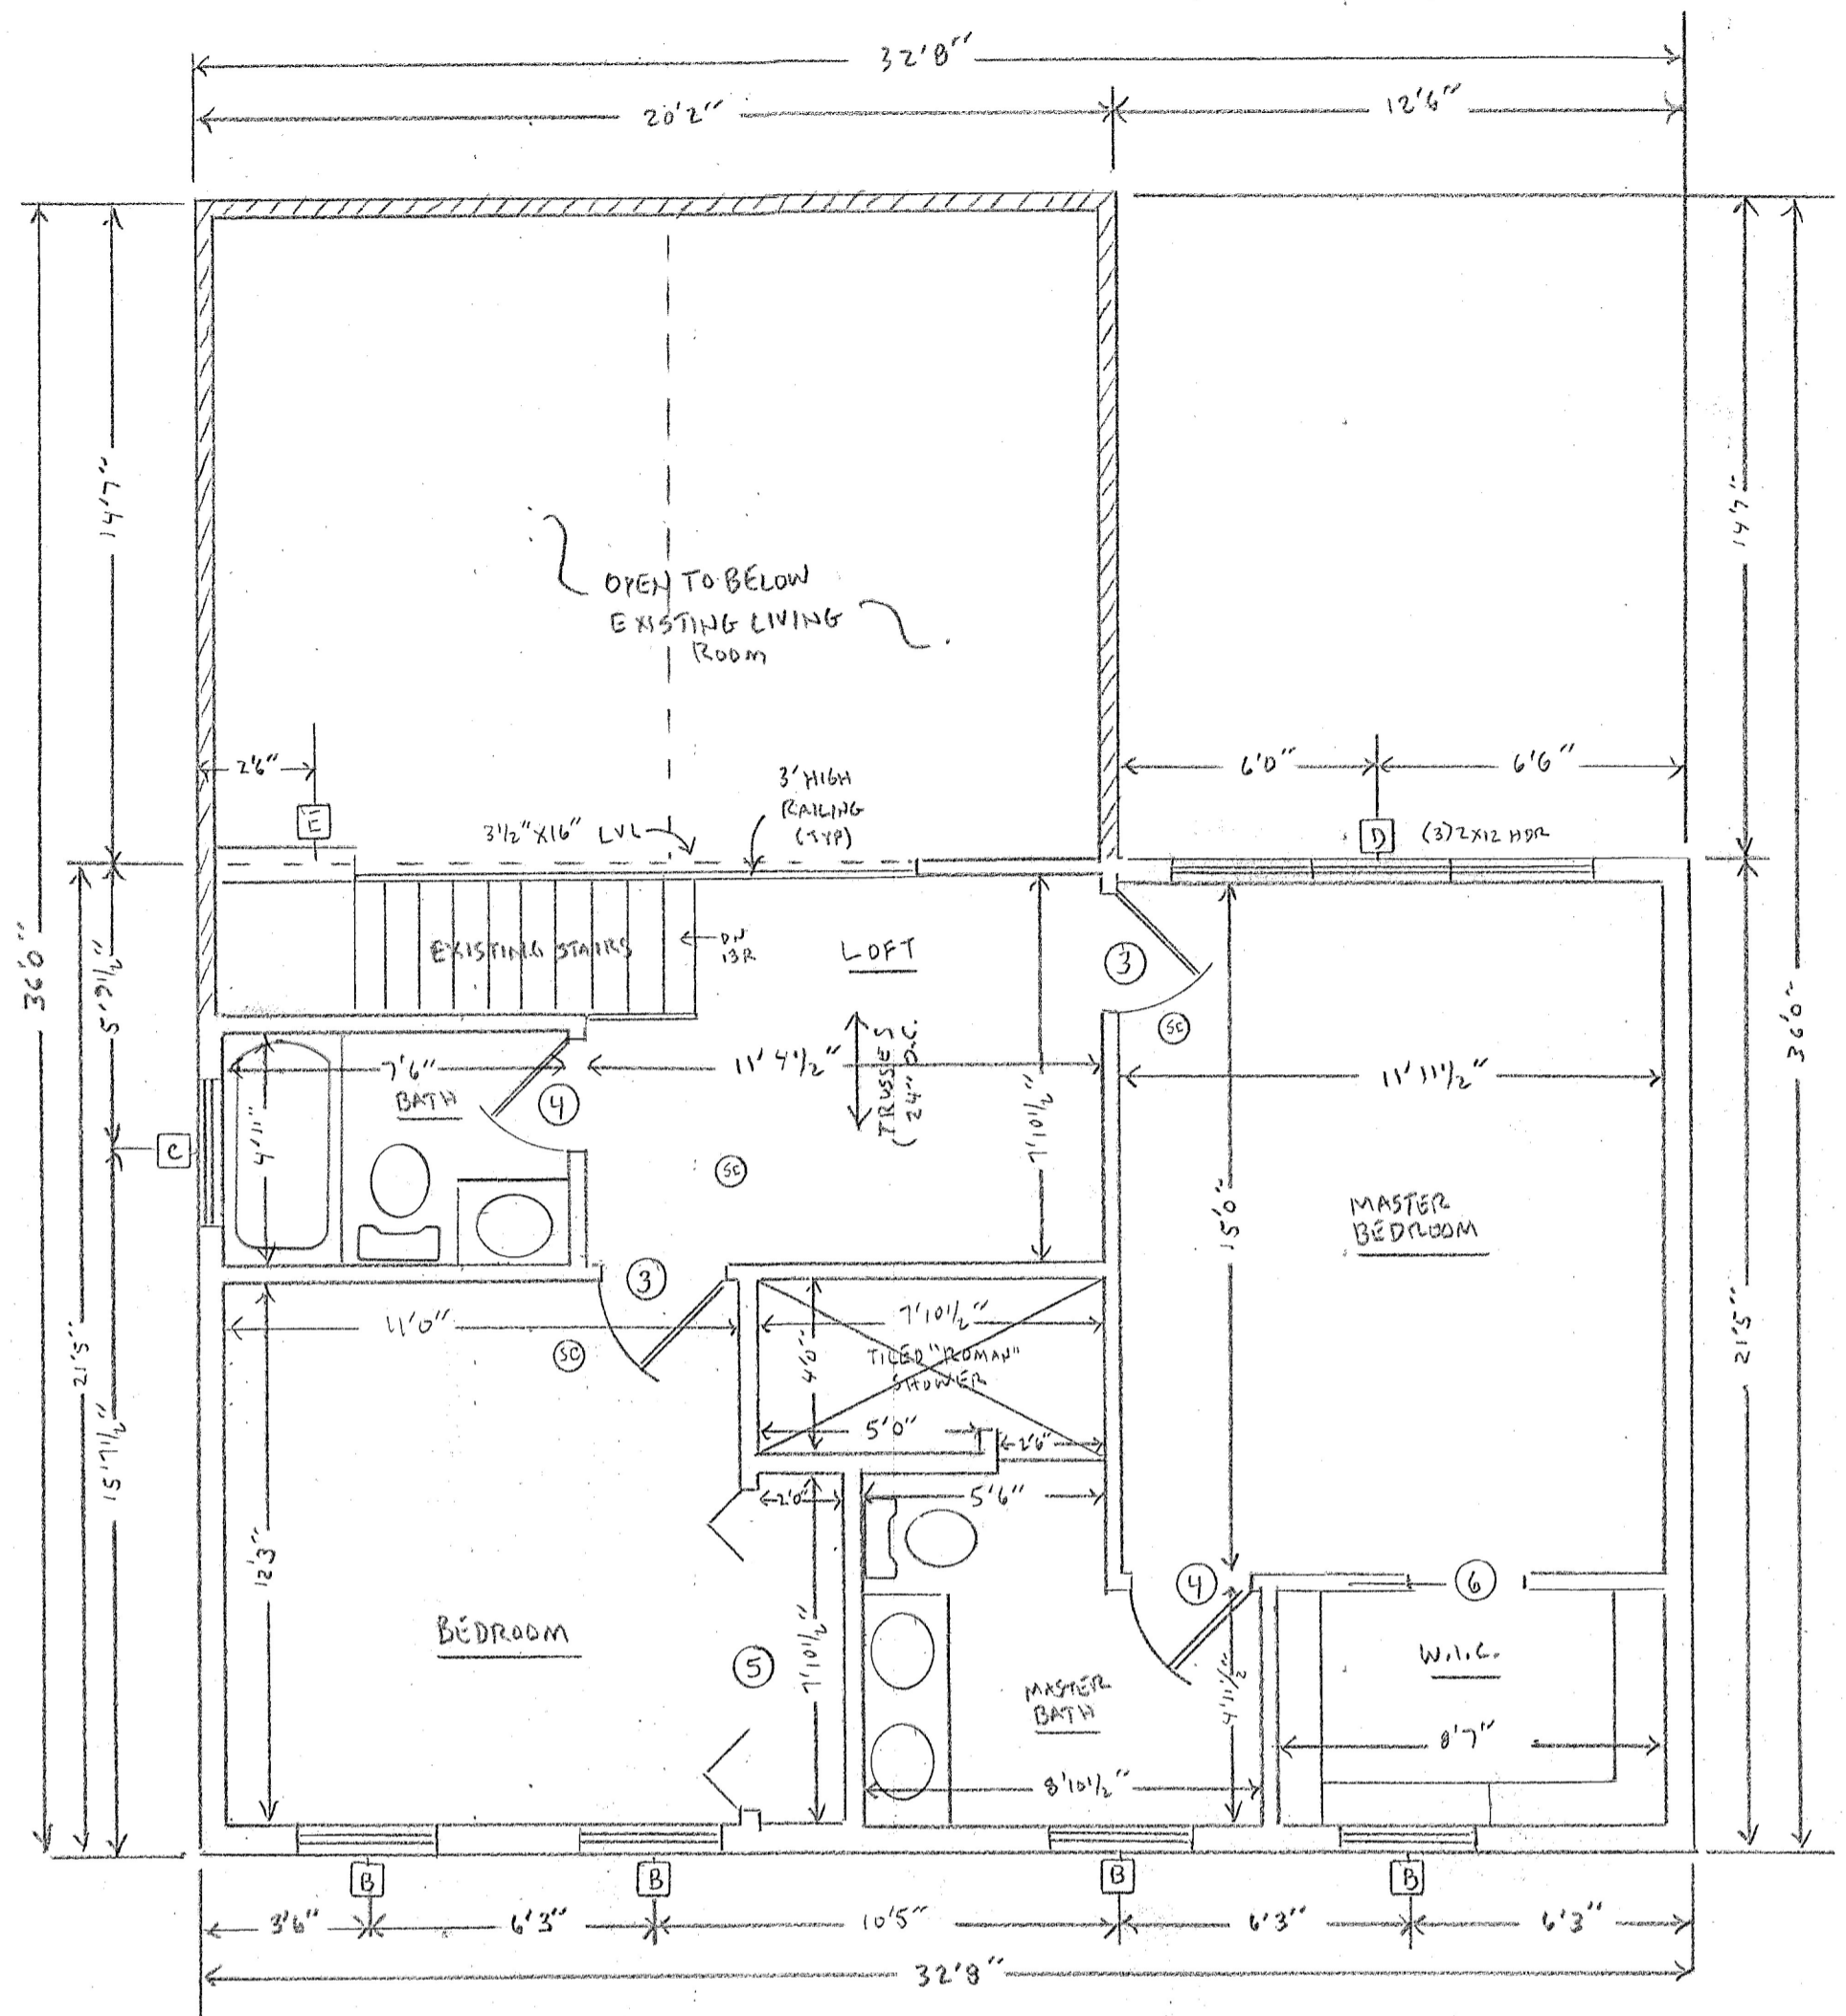 32'8"
20'2"
12'6"
14'7"
14'7"
36'0"
36'0"
OPEN TO BELOW
EXISTING LIVING
ROOM
2'6"
E
3½" X16" LVL
3' HIGH
RAILING
(TYP)
6'0"
6'6"
D
(3) 2X12 HDR
5'9½"
EXISTING STAIRS
DN
13R
LOFT
3
SC
7'6"
BATH
4
11'4½"
TRUSSES
(24" O.C.
7'10½"
11'11½"
C
4'11"
SC
15'0"
MASTER
BEDROOM
21'5"
21'5"
3
11'0"
SC
7'10½"
4'0"
TILED "ROMAN"
SHOWER
5'0"
2'6"
15'7½"
2'0"
5'6"
12'3"
4
6
BEDROOM
5
7'10½"
MASTER
BATH
4'11½"
W.I.C.
8'7"
8'10½"
B
B
B
B
3'6"
6'3"
10'5"
6'3"
6'3"
32'8"